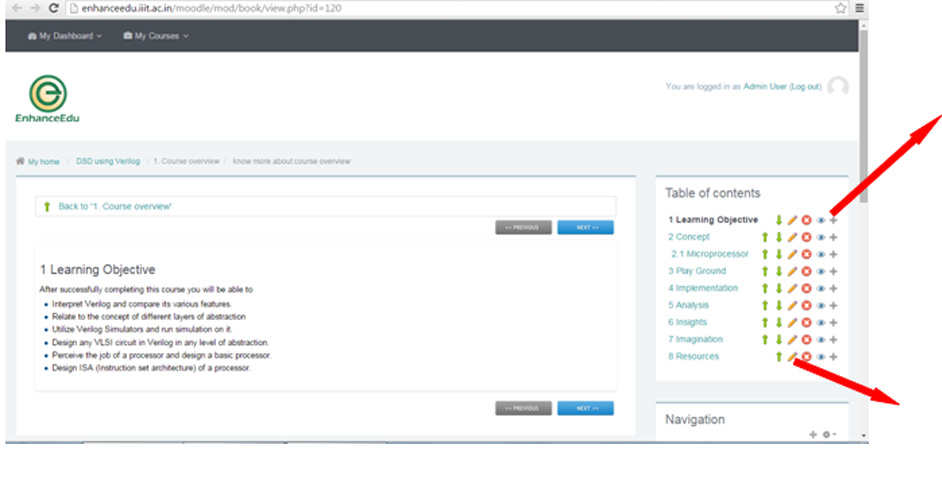 enhanceedu.iiit.ac.in/moodle/mod/book/view.php?id=120
My Dashboard My Courses
EnhanceEdu
You are logged in as Admin User (Log out)
My home / DSD using Verilog / 1. Course overview / know more about course overview
Back to '1. Course overview'
<< PREVIOUS NEXT >>
1 Learning Objective
After successfully completing this course you will be able to
Interpret Verilog and compare its various features.
Relate to the concept of different layers of abstraction
Utilize Verilog Simulators and run simulation on it.
Design any VLSI circuit in Verilog in any level of abstraction.
Perceive the job of a processor and design a basic processor.
Design ISA (Instruction set architecture) of a processor.
<< PREVIOUS NEXT >>
Table of contents
1 Learning Objective
2 Concept
2.1 Microprocessor
3 Play Ground
4 Implementation
5 Analysis
6 Insights
7 Imagination
8 Resources
Navigation